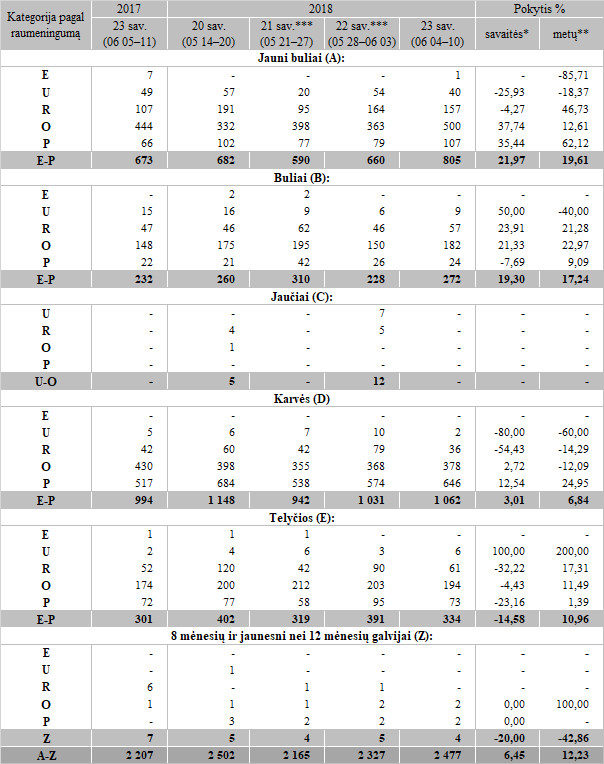 Kategorija pagal raumeningumą 2017 2018 Pokytis %
23 sav. (06 05–11) 20 sav. (05 14–20) 21 sav.*** (05 21–27) 22 sav.*** (05 28–06 03) 23 sav. (06 04–10) savaitės* metų**
Jauni buliai (A):
E 7 - - - 1 - -85,71
U 49 57 20 54 40 -25,93 -18,37
R 107 191 95 164 157 -4,27 46,73
O 444 332 398 363 500 37,74 12,61
P 66 102 77 79 107 35,44 62,12
E-P 673 682 590 660 805 21,97 19,61
Buliai (B):
E - 2 2 - - - -
U 15 16 9 6 9 50,00 -40,00
R 47 46 62 46 57 23,91 21,28
O 148 175 195 150 182 21,33 22,97
P 22 21 42 26 24 -7,69 9,09
E-P 232 260 310 228 272 19,30 17,24
Jaučiai (C):
U - - - 7 - - -
R - 4 - 5 - - -
O - 1 - - - - -
P - - - - - - -
U-O - 5 - 12 - - -
Karvės (D)
E - - - - - - -
U 5 6 7 10 2 -80,00 -60,00
R 42 60 42 79 36 -54,43 -14,29
O 430 398 355 368 378 2,72 -12,09
P 517 684 538 574 646 12,54 24,95
E-P 994 1 148 942 1 031 1 062 3,01 6,84
Telyčios (E):
E 1 1 1 - - - -
U 2 4 6 3 6 100,00 200,00
R 52 120 42 90 61 -32,22 17,31
O 174 200 212 203 194 -4,43 11,49
P 72 77 58 95 73 -23,16 1,39
E-P 301 402 319 391 334 -14,58 10,96
8 mėnesių ir jaunesni nei 12 mėnesių galvijai (Z):
E - - - - - - -
U - 1 - - - - -
R 6 - 1 1 - - -
O 1 1 1 2 2 0,00 100,00
P - 3 2 2 2 0,00 -
Z 7 5 4 5 4 -20,00 -42,86
A-Z 2 207 2 502 2 165 2 327 2 477 6,45 12,23